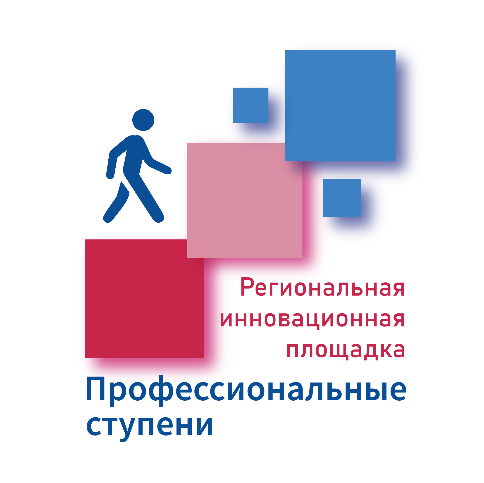 Региональная
инновационная
площадка
Профессиональные
ступени